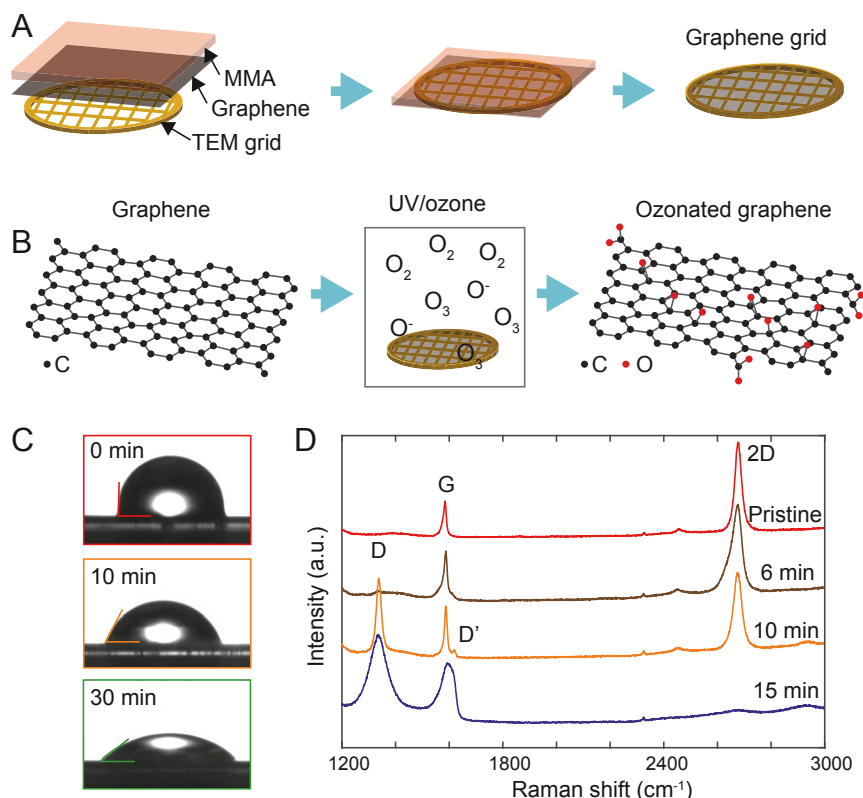 A
MMA
Graphene
TEM grid
Graphene grid
B
Graphene
UV/ozone
Ozonated graphene
O2
O2
O2
O-
O3
O3
O-
O3
C
C
O
C
0 min
10 min
30 min
D
2D
G
Pristine
D
6 min
D'
10 min
15 min
Intensity (a.u.)
1200
1800
2400
3000
Raman shift (cm-1)